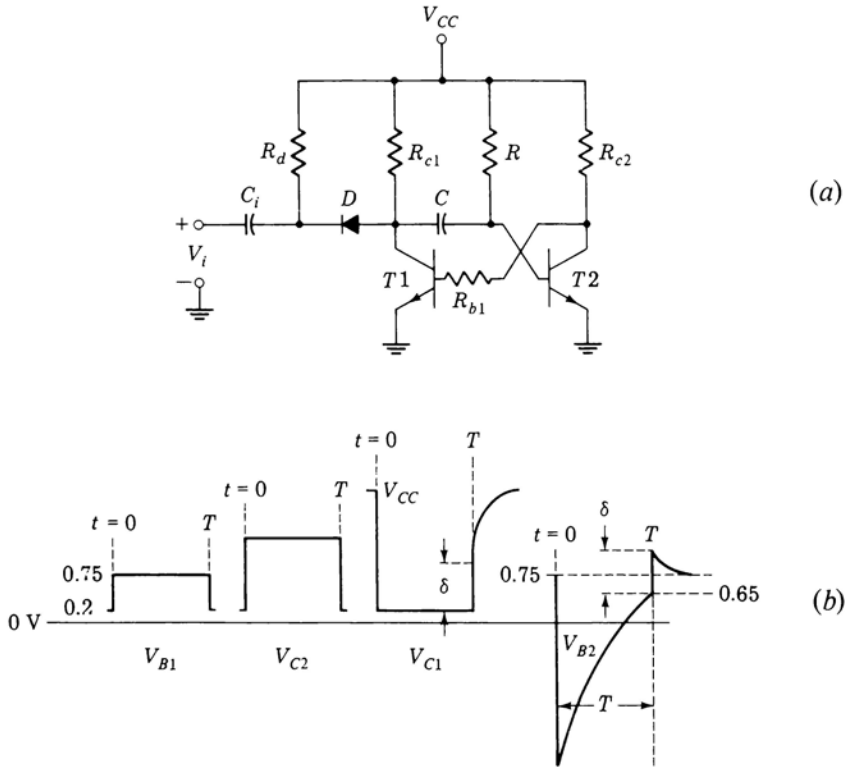 V_CC
R_d
R_c1
R
R_c2
C_i
D
C
(a)
+
V_i
−
T1
R_b1
T2
t = 0
T
t = 0
T
t = 0
T
V_CC
t = 0
T
δ
δ
0.75
0.75
0.65
0.2
0 V
(b)
V_B1
V_C2
V_C1
V_B2
T